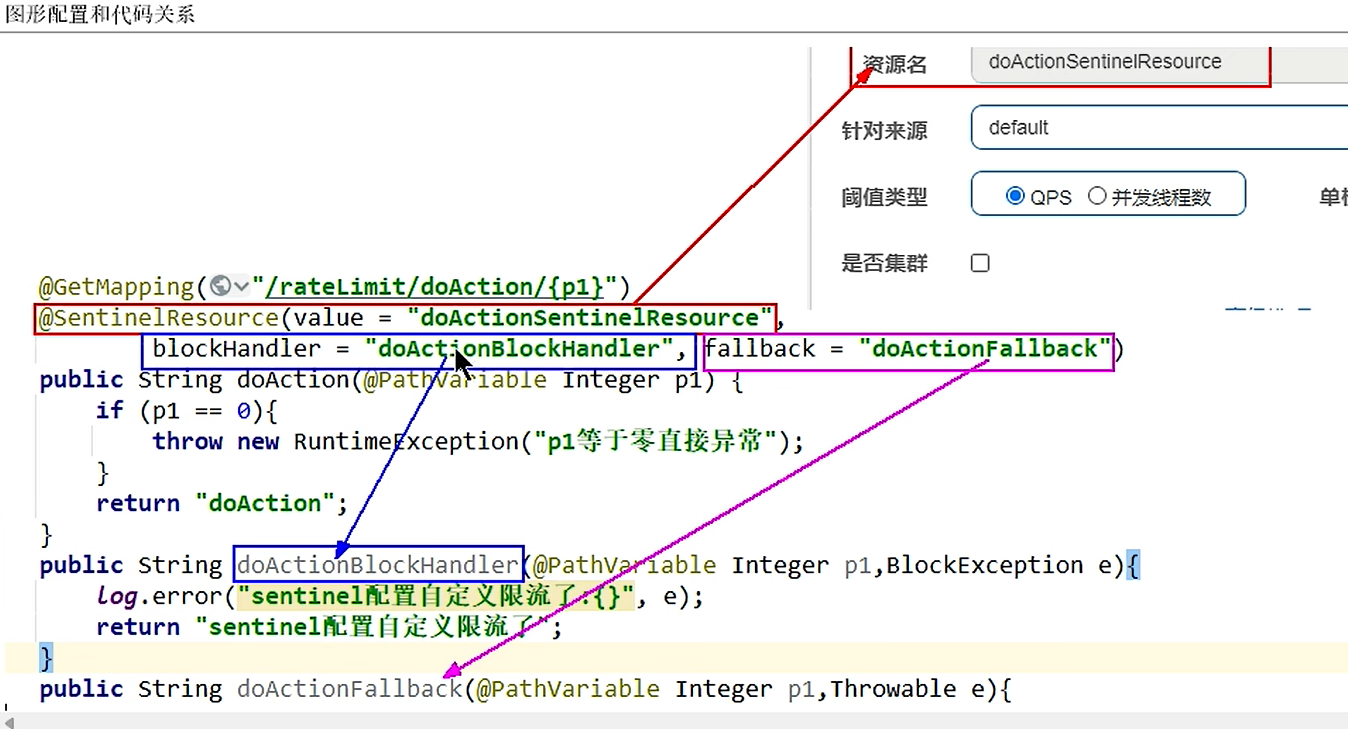 图形配置和代码关系
资源名 doActionSentinelResource
针对来源 default
阈值类型 QPS 并发线程数
是否集群
@GetMapping("/rateLimit/doAction/{p1}")
@SentinelResource(value = "doActionSentinelResource",
blockHandler = "doActionBlockHandler", fallback = "doActionFallback")
public String doAction(@PathVariable Integer p1) {
if (p1 == 0){
throw new RuntimeException("p1等于零直接异常");
}
return "doAction";
}
public String doActionBlockHandler(@PathVariable Integer p1,BlockException e){
log.error("sentinel配置自定义限流了:{}", e);
return "sentinel配置自定义限流了";
}
public String doActionFallback(@PathVariable Integer p1,Throwable e){